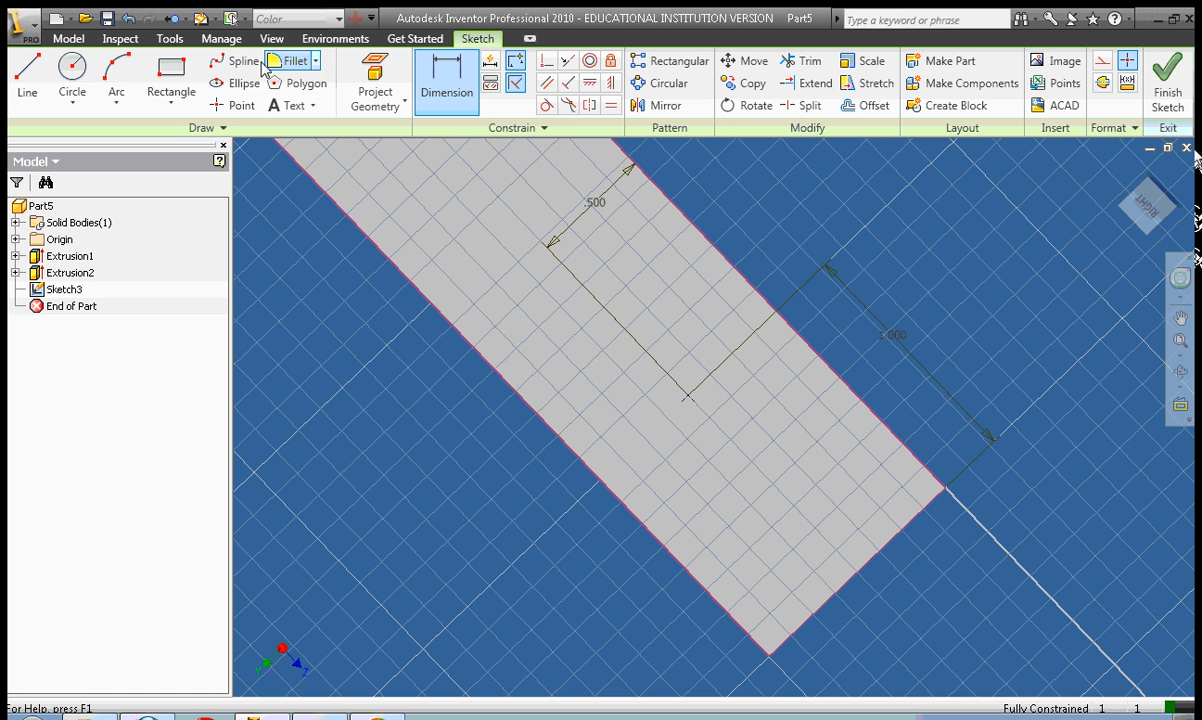 PRO
Color
Autodesk Inventor Professional 2010 - EDUCATIONAL INSTITUTION VERSION Part5
Type a keyword or phrase
Model Inspect Tools Manage View Environments Get Started Sketch
Line
Circle
Arc
Rectangle
Spline
Ellipse
Point
Fillet
Polygon
Text
Project
Geometry
Dimension
Rectangular
Circular
Mirror
Move
Copy
Rotate
Trim
Extend
Split
Scale
Stretch
Offset
Make Part
Make Components
Create Block
Image
Points
ACAD
Finish
Sketch
Draw
Constrain
Pattern
Modify
Layout
Insert
Format
Exit
Model
Part5
Solid Bodies(1)
Origin
Extrusion1
Extrusion2
Sketch3
End of Part
.500
1.000
RIGHT
Y
Z
For Help, press F1
Fully Constrained 1 1